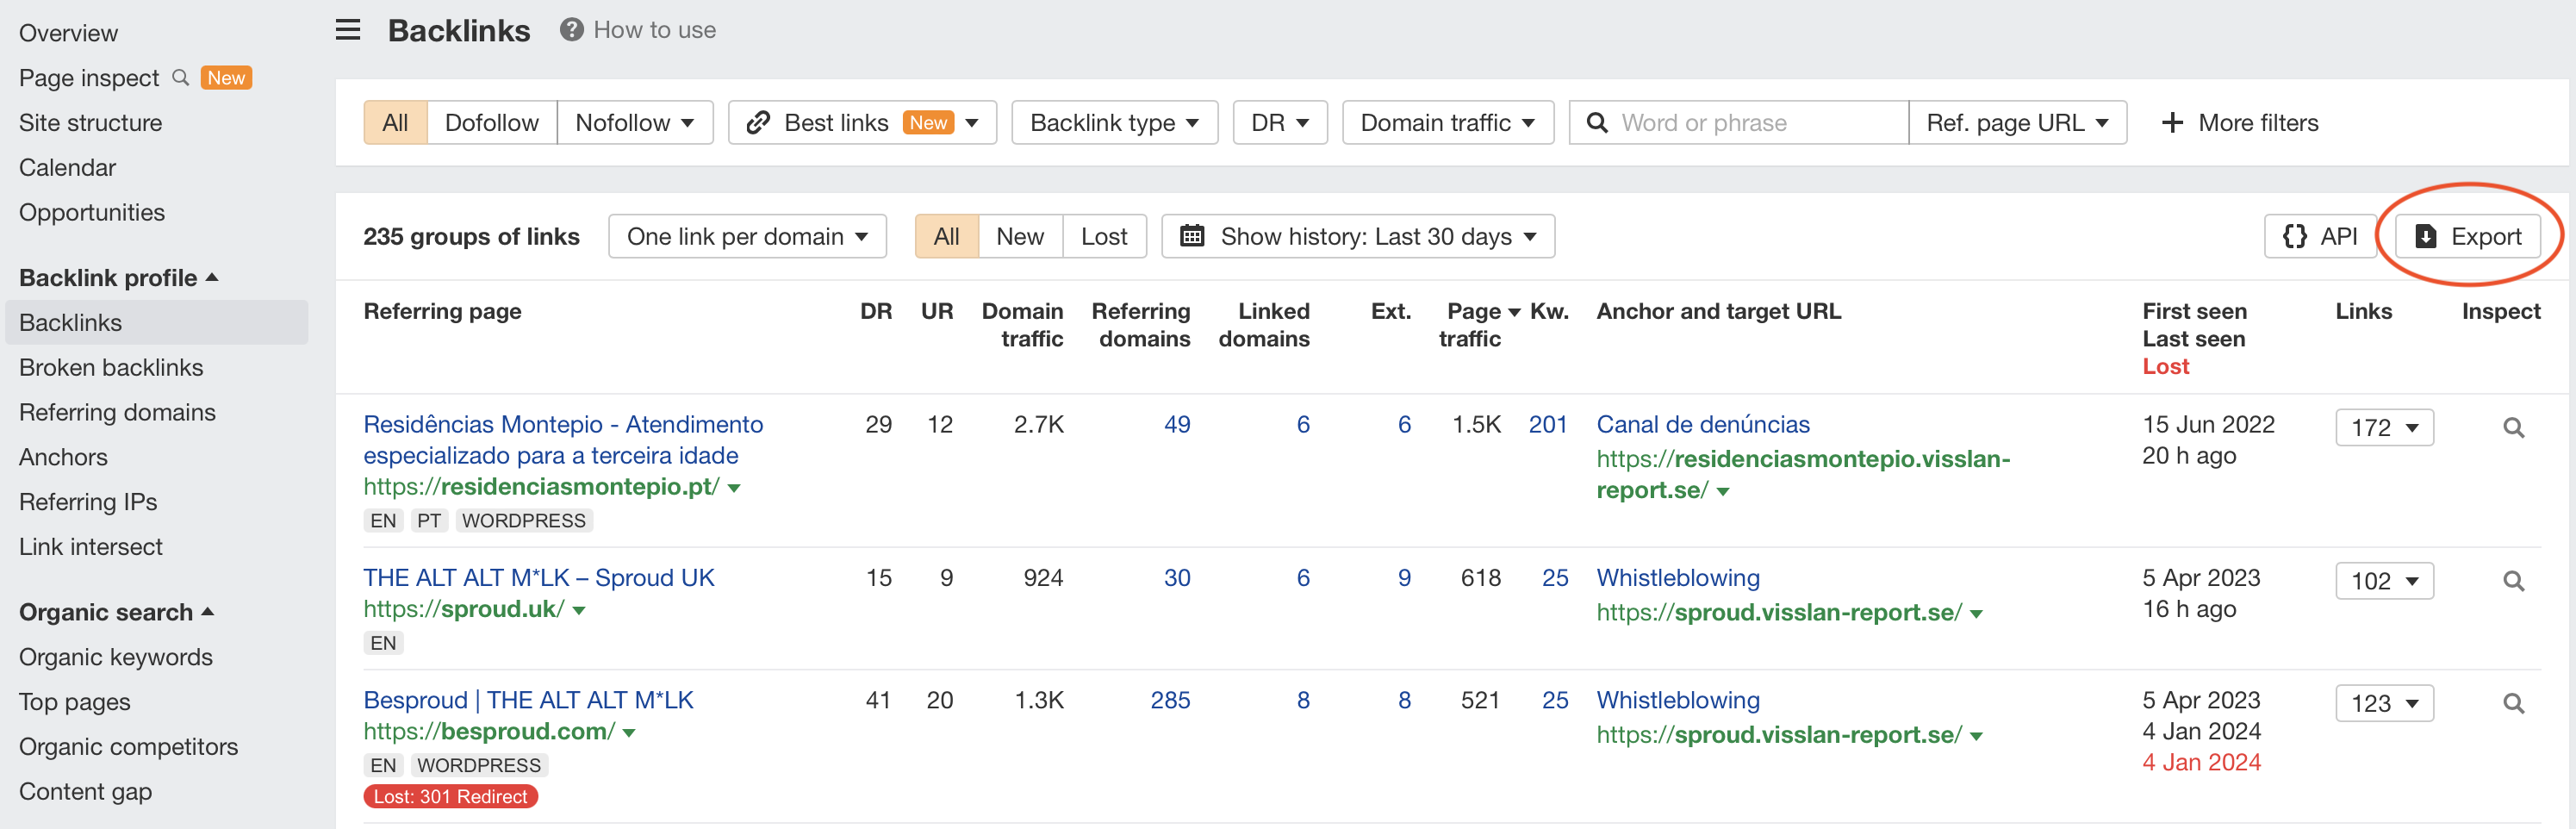 Overview
Page inspect New
Site structure
Calendar
Opportunities
Backlink profile
Backlinks
Broken backlinks
Referring domains
Anchors
Referring IPs
Link intersect
Organic search
Organic keywords
Top pages
Organic competitors
Content gap
Backlinks ? How to use
All Dofollow Nofollow Best links New Backlink type DR Domain traffic Word or phrase Ref. page URL + More filters
235 groups of links One link per domain All New Lost Show history: Last 30 days {} API Export
Referring page DR UR Domain Referring Linked Ext. Page Kw. Anchor and target URL First seen Links Inspect
traffic domains domains traffic Last seen
Lost
Residências Montepio - Atendimento 29 12 2.7K 49 6 6 1.5K 201 Canal de denúncias 15 Jun 2022 172
especializado para a terceira idade https://residenciasmontepio.visslan- 20 h ago
https://residenciasmontepio.pt/ report.se/
EN PT WORDPRESS
THE ALT ALT M*LK – Sproud UK 15 9 924 30 6 9 618 25 Whistleblowing 5 Apr 2023 102
https://sproud.uk/ https://sproud.visslan-report.se/ 16 h ago
EN
Besproud | THE ALT ALT M*LK 41 20 1.3K 285 8 8 521 25 Whistleblowing 5 Apr 2023 123
https://besproud.com/ https://sproud.visslan-report.se/ 4 Jan 2024
EN WORDPRESS 4 Jan 2024
Lost: 301 Redirect